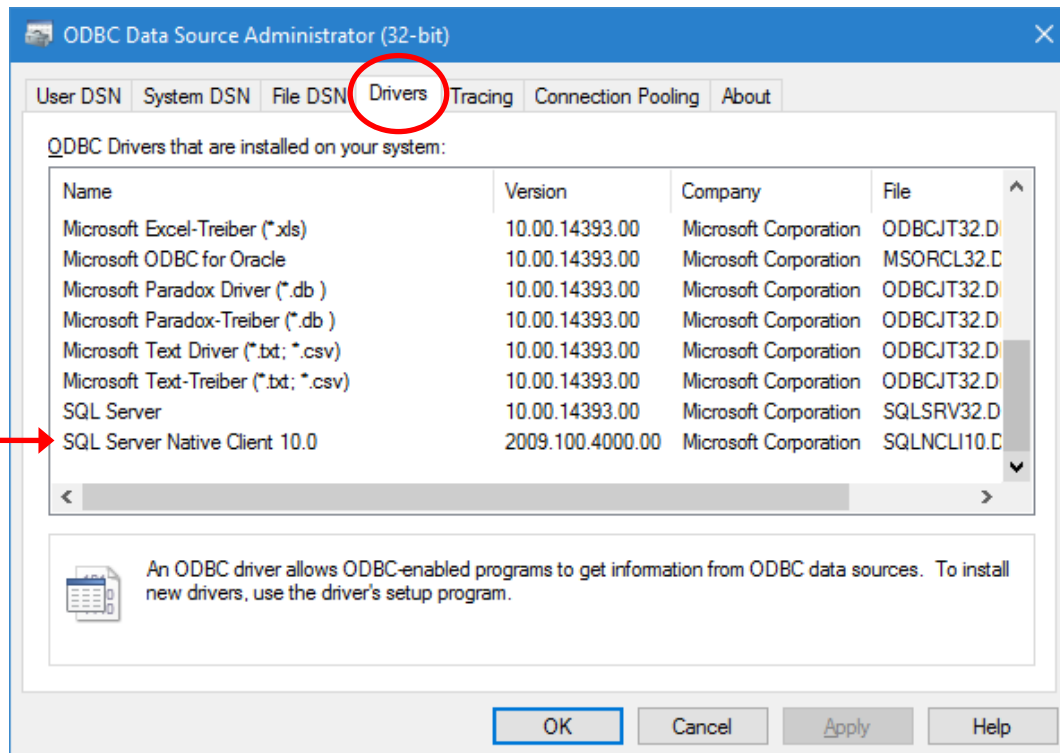 ODBC Data Source Administrator (32-bit)
User DSN System DSN File DSN Drivers Tracing Connection Pooling About
ODBC Drivers that are installed on your system:
Name Version Company File
Microsoft Excel-Treiber (*.xls) 10.00.14393.00 Microsoft Corporation ODBCJT32.D
Microsoft ODBC for Oracle 10.00.14393.00 Microsoft Corporation MSORCL32.D
Microsoft Paradox Driver (*.db ) 10.00.14393.00 Microsoft Corporation ODBCJT32.D
Microsoft Paradox-Treiber (*.db ) 10.00.14393.00 Microsoft Corporation ODBCJT32.D
Microsoft Text Driver (*.txt; *.csv) 10.00.14393.00 Microsoft Corporation ODBCJT32.D
Microsoft Text-Treiber (*.txt; *.csv) 10.00.14393.00 Microsoft Corporation ODBCJT32.D
SQL Server 10.00.14393.00 Microsoft Corporation SQLSRV32.D
SQL Server Native Client 10.0 2009.100.4000.00 Microsoft Corporation SQLNCLI10.D
An ODBC driver allows ODBC-enabled programs to get information from ODBC data sources. To install
new drivers, use the driver's setup program.
OK Cancel Apply Help